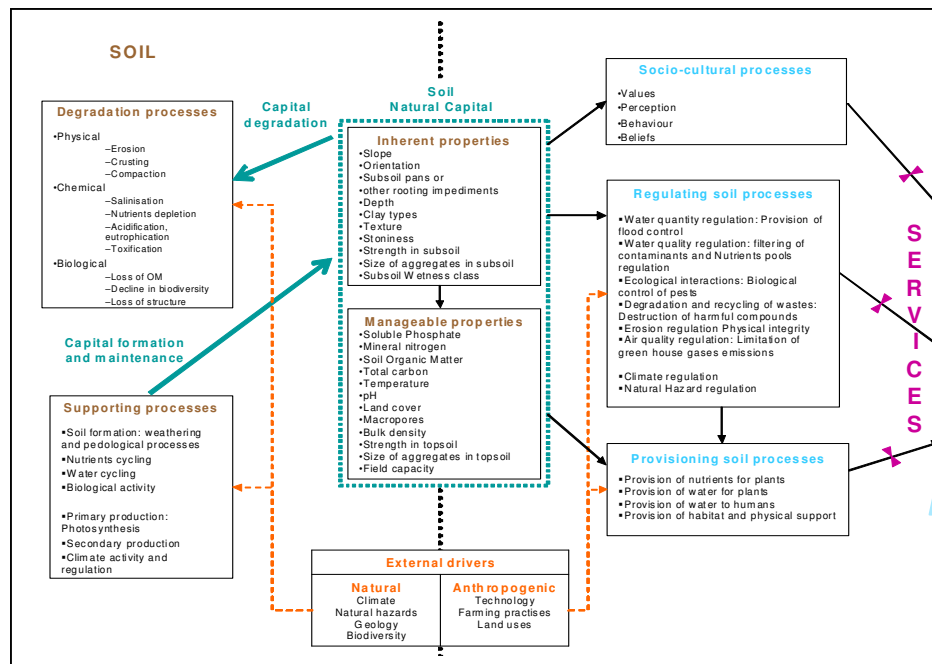 SOIL
Degradation processes
•Physical
–Erosion
–Crusting
–Compaction
•Chemical
–Salinisation
–Nutrients depletion
–Acidification,
eutrophication
–Toxification
•Biological
–Loss of OM
–Decline in biodiversity
–Loss of structure
Capital
degradation
Capital formation
and maintenance
Supporting processes
▪Soil formation: weathering
and pedological processes
▪Nutrients cycling
▪Water cycling
▪Biological activity
▪Primary production:
Photosynthesis
▪Secondary production
▪Climate activity and
regulation
Soil
Natural Capital
Inherent properties
•Slope
•Orientation
•Subsoil pans or
•other rooting impediments
•Depth
•Clay types
•Texture
•Stoniness
•Strength in subsoil
•Size of aggregates in subsoil
•Subsoil Wetness class
Manageable properties
•Soluble Phosphate
•Mineral nitrogen
•Soil Organic Matter
•Total carbon
•Temperature
•pH
•Land cover
•Macropores
•Bulk density
•Strength in topsoil
•Size of aggregates in topsoil
•Field capacity
External drivers
Natural
Climate
Natural hazards
Geology
Biodiversity
Anthropogenic
Technology
Farming practises
Land uses
Socio-cultural processes
•Values
•Perception
•Behaviour
•Beliefs
Regulating soil processes
▪Water quantity regulation: Provision of
flood control
▪Water quality regulation: filtering of
contaminants and Nutrients pools
regulation
▪Ecological interactions: Biological
control of pests
▪Degradation and recycling of wastes:
Destruction of harmful compounds
▪Erosion regulation Physical integrity
▪Air quality regulation: Limitation of
green house gases emissions
▪Climate regulation
▪Natural Hazard regulation
Provisioning soil processes
▪Provision of nutrients for plants
▪Provision of water for plants
▪Provision of water to humans
▪Provision of habitat and physical support
SERVICES